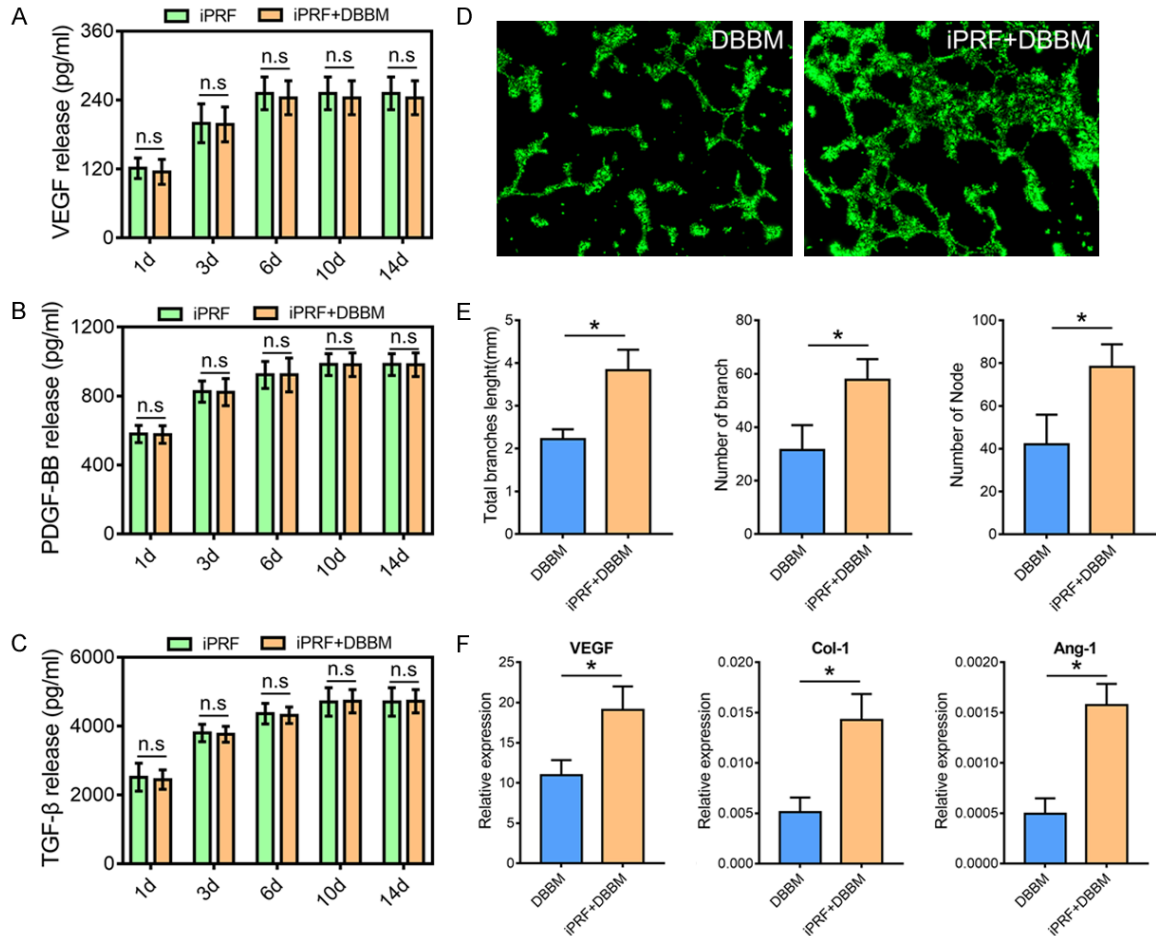 A
iPRF iPRF+DBBM
VEGF release (pg/ml)
360
240
120
0
n.s
n.s
n.s
n.s
n.s
1d
3d
6d
10d
14d
B
iPRF iPRF+DBBM
PDGF-BB release (pg/ml)
1200
800
400
0
n.s
n.s
n.s
n.s
n.s
1d
3d
6d
10d
14d
C
iPRF iPRF+DBBM
TGF-β release (pg/ml)
6000
4000
2000
0
n.s
n.s
n.s
n.s
n.s
1d
3d
6d
10d
14d
D
DBBM
iPRF+DBBM
E
Total branches lenght(mm)
5
4
3
2
1
0
*
DBBM
iPRF+DBBM
Number of branch
80
60
40
20
0
*
DBBM
iPRF+DBBM
Number of Node
100
80
60
40
20
0
*
DBBM
iPRF+DBBM
F
VEGF
Relative expression
25
20
15
10
5
0
*
DBBM
iPRF+DBBM
Col-1
Relative expression
0.020
0.015
0.010
0.005
0.000
*
DBBM
iPRF+DBBM
Ang-1
Relative expression
0.0020
0.0015
0.0010
0.0005
0.0000
*
DBBM
iPRF+DBBM